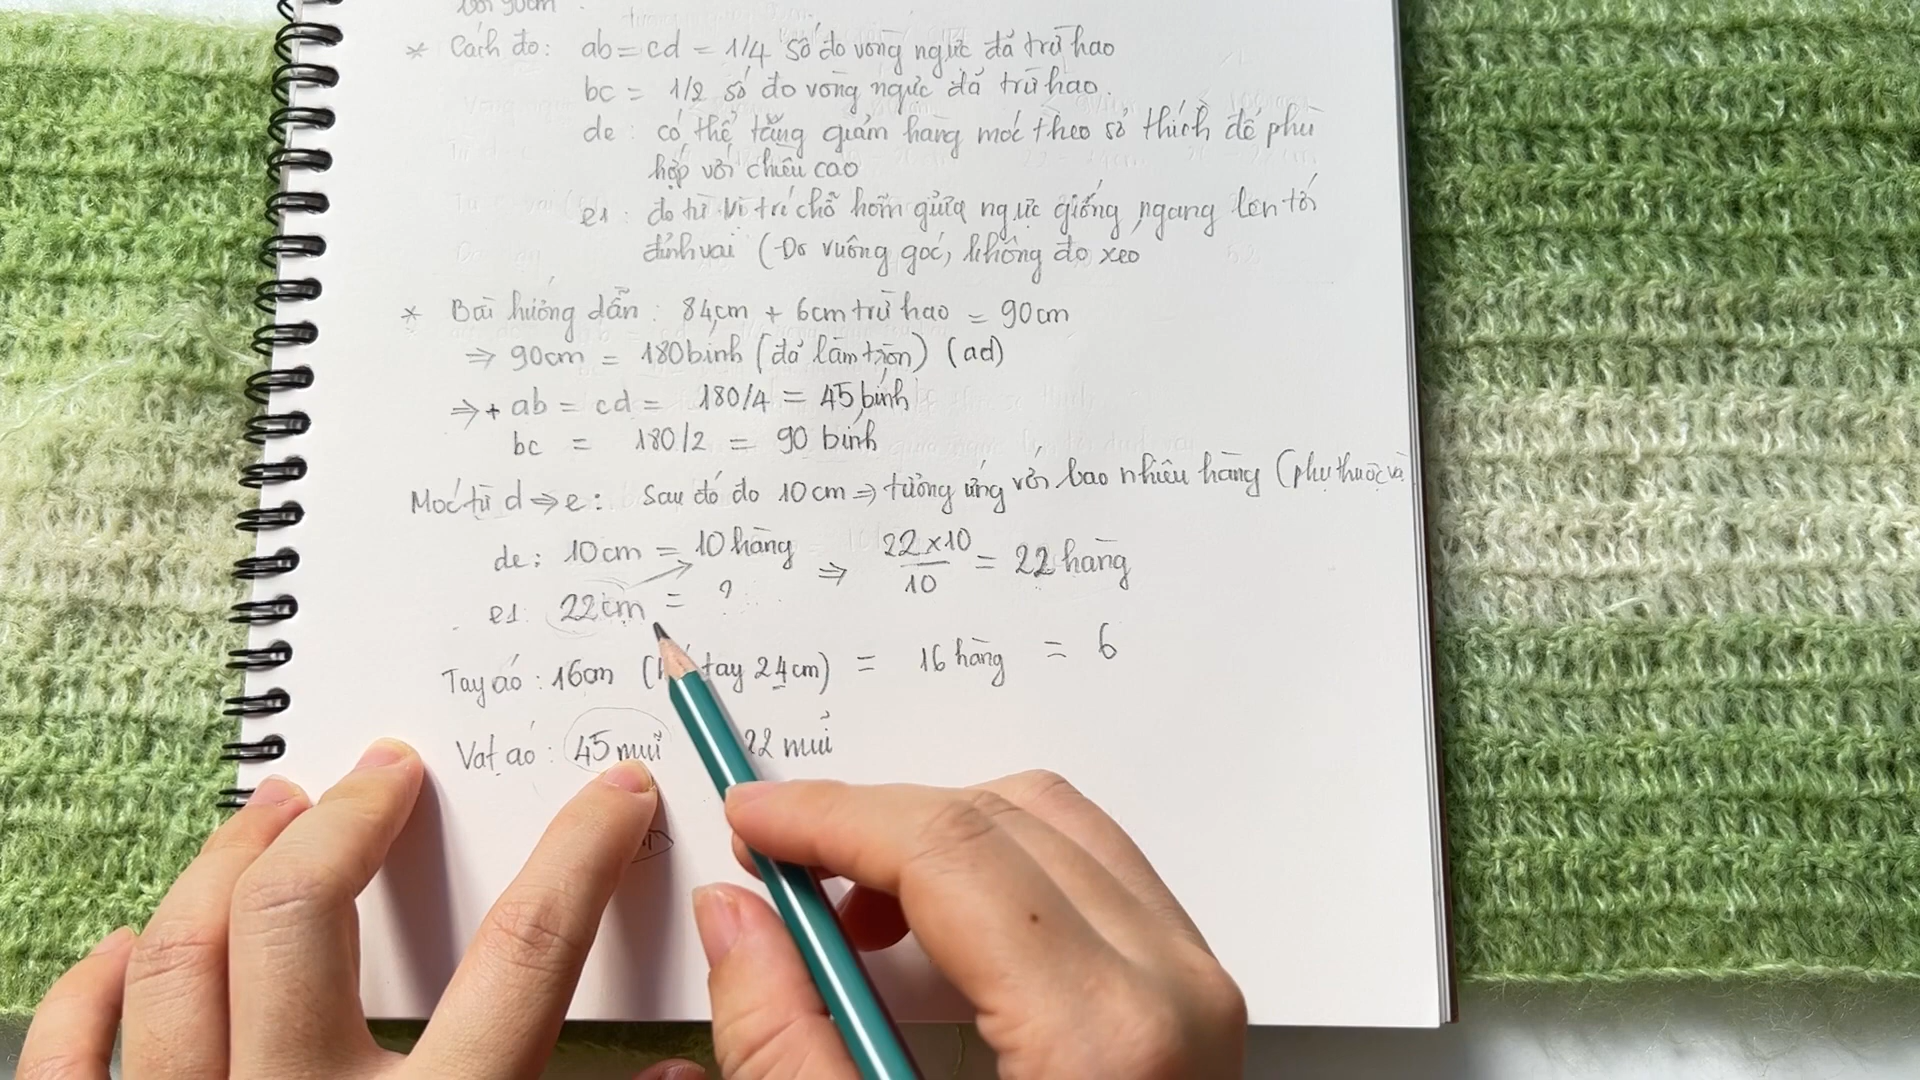 với 90cm
* Cách đo: ab = cd = 1/4 số đo vòng ngực đã trừ hao
bc = 1/2 số đo vòng ngực đã trừ hao.
de: có thể tăng giảm hàng móc theo sở thích để phù
hợp với chiều cao
e1: đo từ vị trí chỗ hõm giữa ngực giống, ngang lên tới
đỉnh vai (Đo vuông góc, không đo xéo
* Bài hướng dẫn: 84cm + 6cm trừ hao = 90cm
⇒ 90cm = 180 bính (đã làm tròn) (ad)
⇒ + ab = cd = 180/4 = 45 bính
bc = 180/2 = 90 bính
Móc từ d ⇒ e: Sau đó đo 10cm ⇒ tương ứng với bao nhiêu hàng (phụ thuộc và
de: 10cm = 10 hàng ⇒ 22x10/10 = 22 hàng
e1: 22cm = ?
Tay áo: 16cm ( tay 24cm) = 16 hàng = 6
Vạt áo: 45 mũi 22 mũi